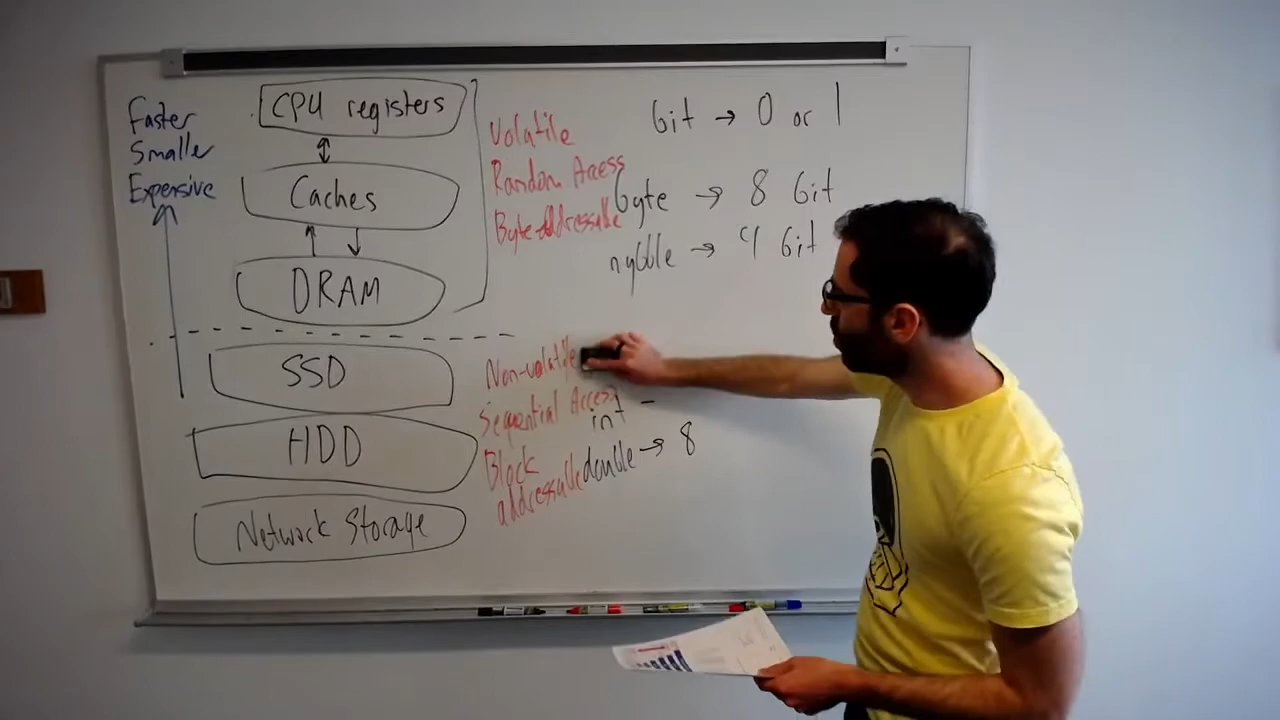 Faster
Smaller
Expensive
CPU registers
Caches
DRAM
SSD
HDD
Network Storage
Volatile
Random Acess
Byte addressable
Non-volatile
Sequential Access
Block
addressable
bit → 0 or 1
byte → 8 bit
nybble → 4 bit
int -
double → 8